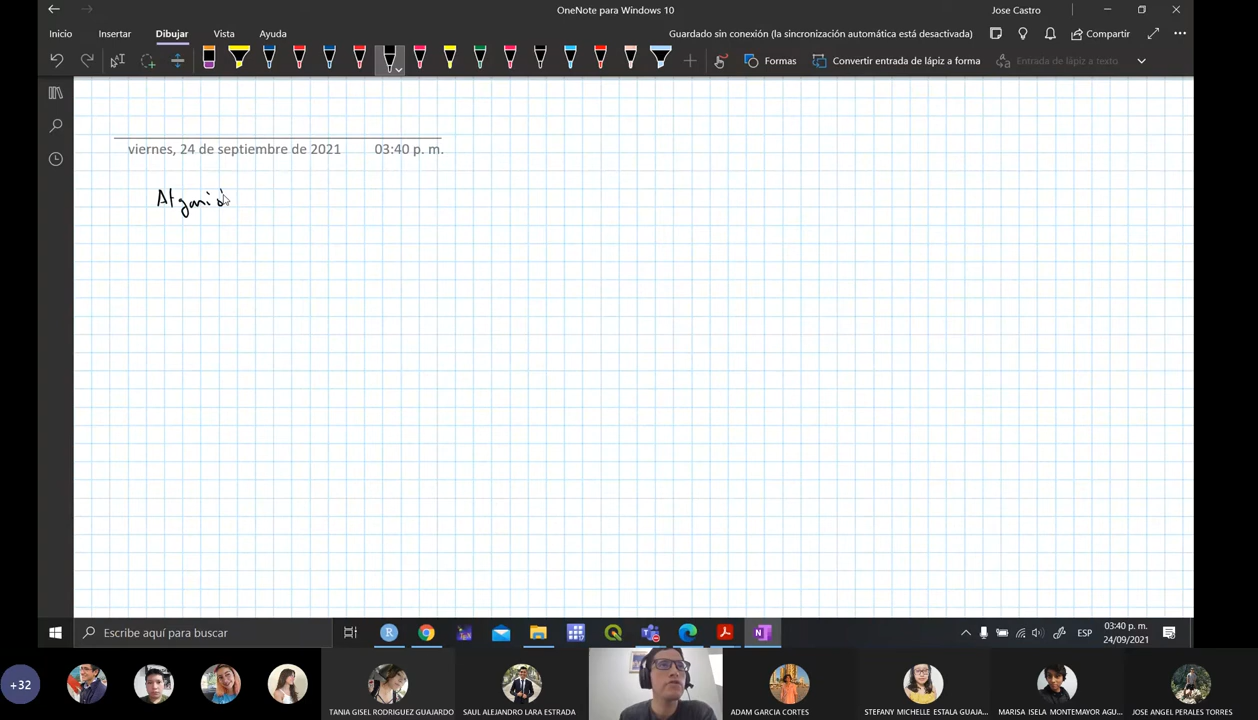 OneNote para Windows 10
Jose Castro
Inicio
Insertar
Dibujar
Vista
Ayuda
Guardado sin conexión (la sincronización automática está desactivada)
Compartir
Formas
Convertir entrada de lápiz a forma
Entrada de lápiz a texto
viernes, 24 de septiembre de 2021
03:40 p. m.
Escribe aquí para buscar
ESP
03:40 p. m.
24/09/2021
+32
TANIA GISEL RODRIGUEZ GUAJARDO
SAUL ALEJANDRO LARA ESTRADA
ADAM GARCIA CORTES
STEFANY MICHELLE ESTALA GUAJA...
MARISA ISELA MONTEMAYOR AGU...
JOSE ANGEL PERALES TORRES